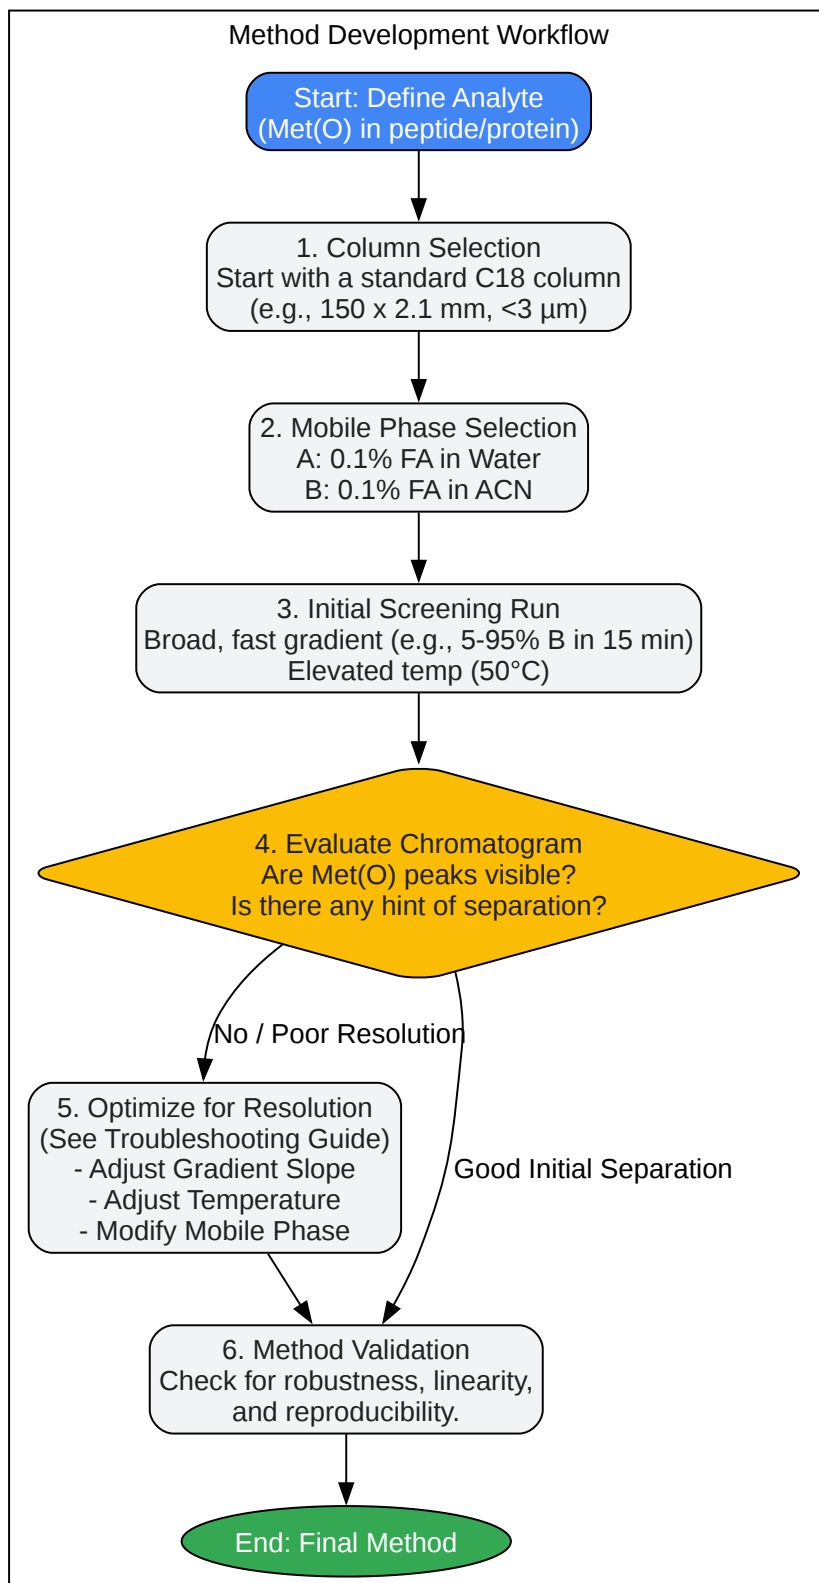 Method Development Workflow
Start: Define Analyte
(Met(O) in peptide/protein)
1. Column Selection
Start with a standard C18 column
(e.g., 150 x 2.1 mm, <3 µm)
2. Mobile Phase Selection
A: 0.1% FA in Water
B: 0.1% FA in ACN
3. Initial Screening Run
Broad, fast gradient (e.g., 5-95% B in 15 min)
Elevated temp (50°C)
4. Evaluate Chromatogram
Are Met(O) peaks visible?
Is there any hint of separation?
No / Poor Resolution
5. Optimize for Resolution
(See Troubleshooting Guide)
- Adjust Gradient Slope
- Adjust Temperature
- Modify Mobile Phase
Good Initial Separation
6. Method Validation
Check for robustness, linearity,
and reproducibility.
End: Final Method